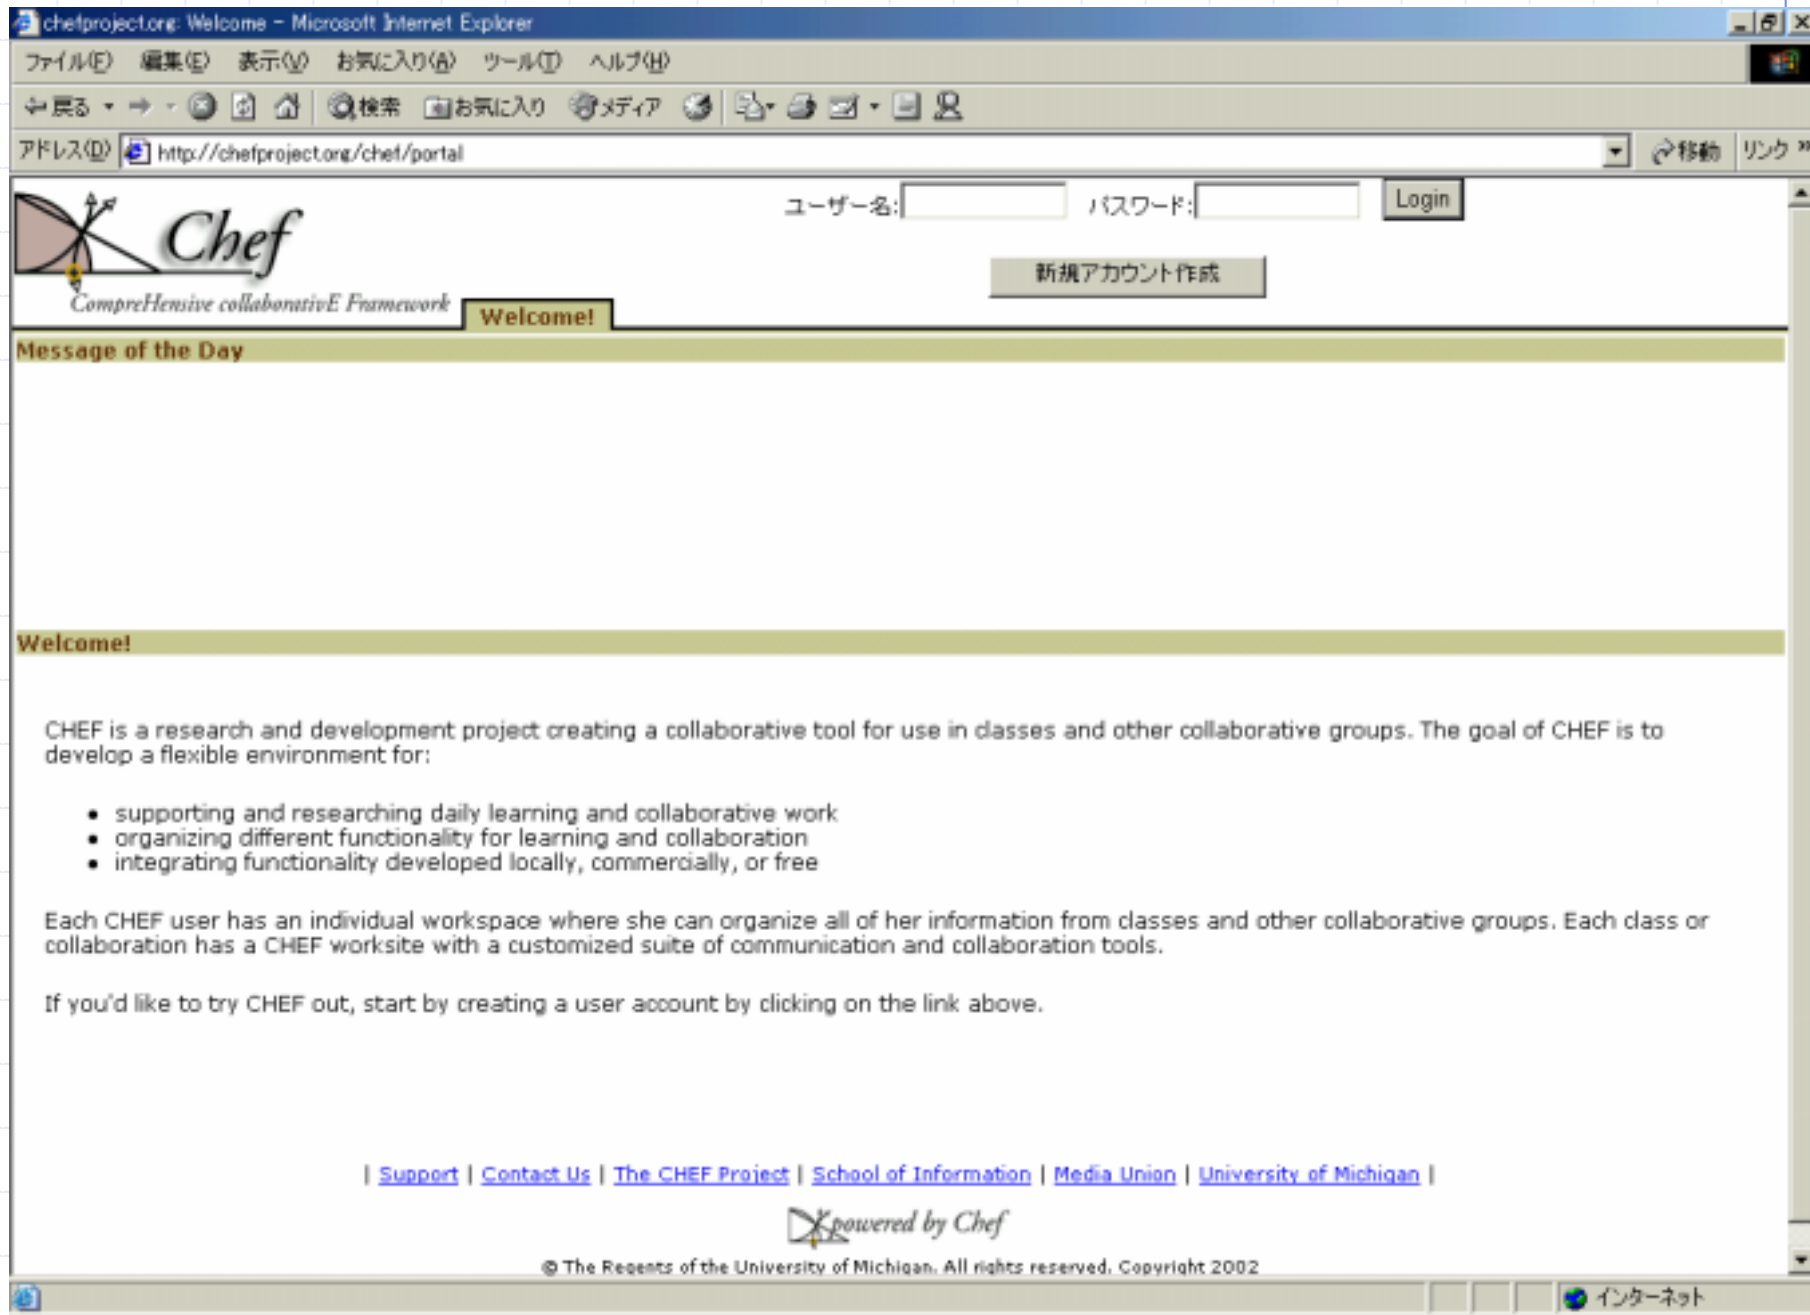 chefproject.org: Welcome - Microsoft Internet Explorer
ファイル(F) 編集(E) 表示(V) お気に入り(A) ツール(T) ヘルプ(H)
戻る 検索 お気に入り メディア
アドレス(D) http://chefproject.org/chef/portal 移動 リンク »
ユーザー名: パスワード: Login
Chef
新規アカウント作成
CompreHensive collaborativE Framework
Welcome!
Message of the Day
Welcome!
CHEF is a research and development project creating a collaborative tool for use in classes and other collaborative groups. The goal of CHEF is to
develop a flexible environment for:
• supporting and researching daily learning and collaborative work
• organizing different functionality for learning and collaboration
• integrating functionality developed locally, commercially, or free
Each CHEF user has an individual workspace where she can organize all of her information from classes and other collaborative groups. Each class or
collaboration has a CHEF worksite with a customized suite of communication and collaboration tools.
If you'd like to try CHEF out, start by creating a user account by clicking on the link above.
| Support | Contact Us | The CHEF Project | School of Information | Media Union | University of Michigan |
powered by Chef
© The Regents of the University of Michigan. All rights reserved. Copyright 2002
インターネット